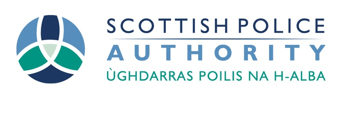 SCOTTISH POLICE
AUTHORITY
ÙGHDARRAS POILIS NA H-ALBA